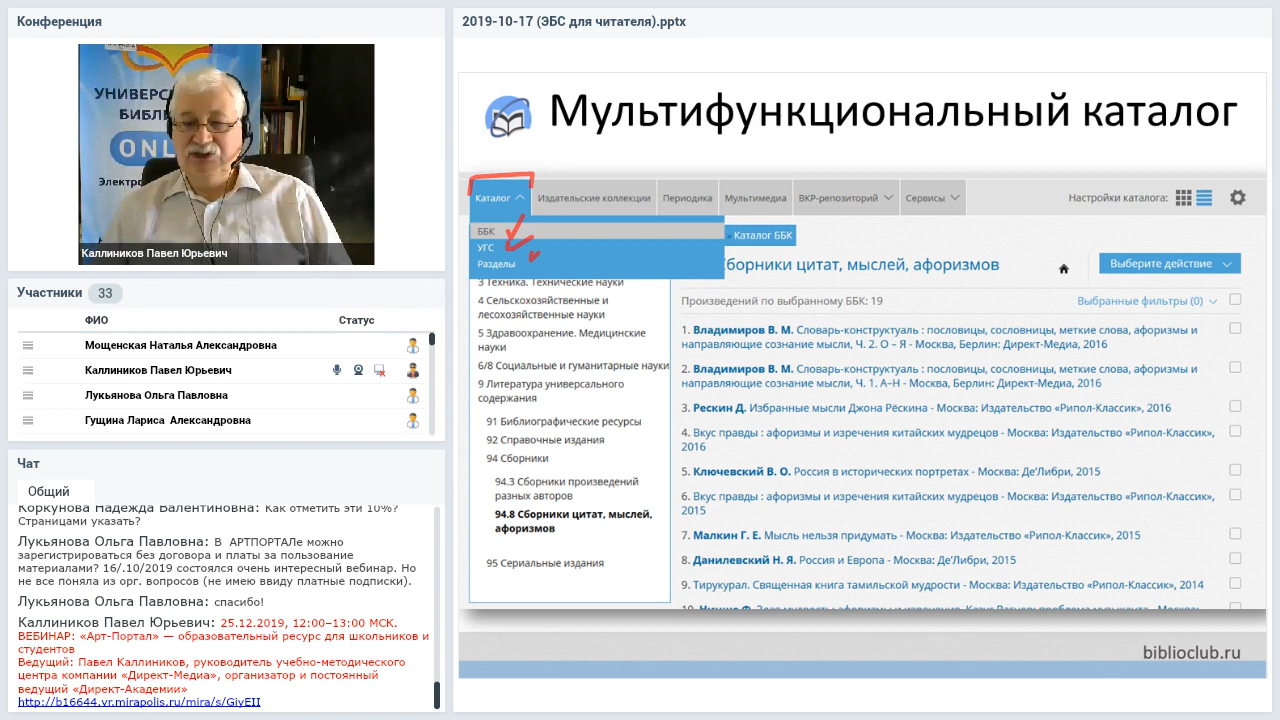 Конференция
УНИВЕРС
БИБЛ
ONL
Электро
Каллиников Павел Юрьевич
Участники 33
ФИО Статус
Мощенская Наталья Александровна
Каллиников Павел Юрьевич
Лукьянова Ольга Павловна
Гущина Лариса Александровна
Чат
Общий
Коркунова Надежда Валентиновна: Как отметить эти 10%?
Страницами указать?
Лукьянова Ольга Павловна: В АРТПОРТАЛе можно
зарегистрироваться без договора и платы за пользование
материалами? 16/.10/2019 состоялся очень интересный вебинар. Но
не все поняла из орг. вопросов (не имею ввиду платные подписки).
Лукьянова Ольга Павловна: спасибо!
Каллиников Павел Юрьевич: 25.12.2019, 12:00–13:00 МСК.
ВЕБИНАР: «Арт-Портал» — образовательный ресурс для школьников и
студентов
Ведущий: Павел Каллиников, руководитель учебно-методического
центра компании «Директ-Медиа», организатор и постоянный
ведущий «Директ-Академии»
http://b16644.vr.mirapolis.ru/mira/s/GiyEII
2019-10-17 (ЭБС для читателя).pptx
Мультифункциональный каталог
Каталог Издательские коллекции Периодика Мультимедиа ВКР-репозиторий Сервисы Настройки каталога:
ББК
УГС
Разделы
Каталог ББК
Сборники цитат, мыслей, афоризмов
Выберите действие
3 Техника. Технические науки
4 Сельскохозяйственные и
лесохозяйственные науки
5 Здравоохранение. Медицинские
науки
6/8 Социальные и гуманитарные науки
9 Литература универсального
содержания
91 Библиографические ресурсы
92 Справочные издания
94 Сборники
94.3 Сборники произведений
разных авторов
94.8 Сборники цитат, мыслей,
афоризмов
95 Сериальные издания
Произведений по выбранному ББК: 19 Выбранные фильтры (0)
1. Владимиров В. М. Словарь-конструктуаль : пословицы, сословницы, меткие слова, афоризмы и
направляющие сознание мысли, Ч. 2. О – Я - Москва, Берлин: Директ-Медиа, 2016
2. Владимиров В. М. Словарь-конструктуаль : пословицы, сословницы, меткие слова, афоризмы и
направляющие сознание мысли, Ч. 1. А–Н - Москва, Берлин: Директ-Медиа, 2016
3. Рескин Д. Избранные мысли Джона Рёскина - Москва: Издательство «Рипол-Классик», 2016
4. Вкус правды : афоризмы и изречения китайских мудрецов - Москва: Издательство «Рипол-Классик»,
2016
5. Ключевский В. О. Россия в исторических портретах - Москва: Де'Либри, 2015
6. Вкус правды : афоризмы и изречения китайских мудрецов - Москва: Издательство «Рипол-Классик»,
2015
7. Малкин Г. Е. Мысль нельзя придумать - Москва: Издательство «Рипол-Классик», 2015
8. Данилевский Н. Я. Россия и Европа - Москва: Де'Либри, 2015
9. Тирукурал. Священная книга тамильской мудрости - Москва: Издательство «Рипол-Классик», 2014
biblioclub.ru